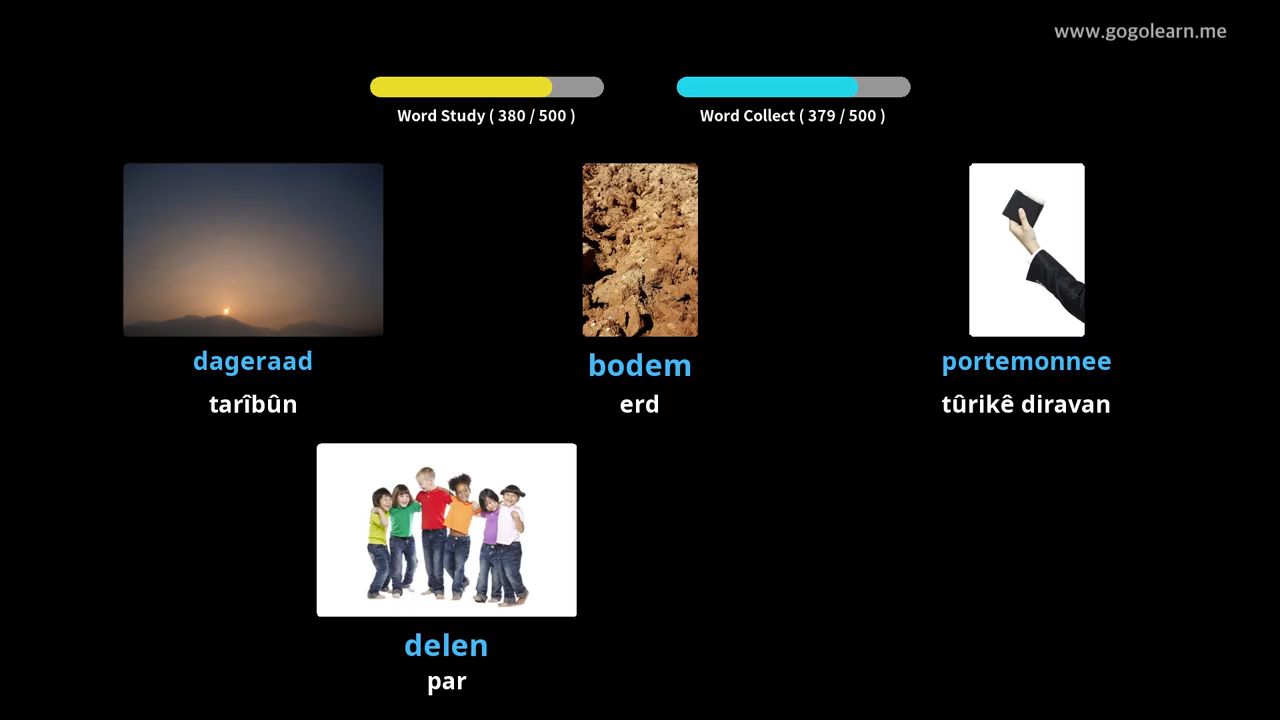 www.gogolearn.me
Word Study ( 380 / 500 )
Word Collect ( 379 / 500 )
dageraad
tarîbûn
bodem
erd
portemonnee
tûrikê diravan
delen
par